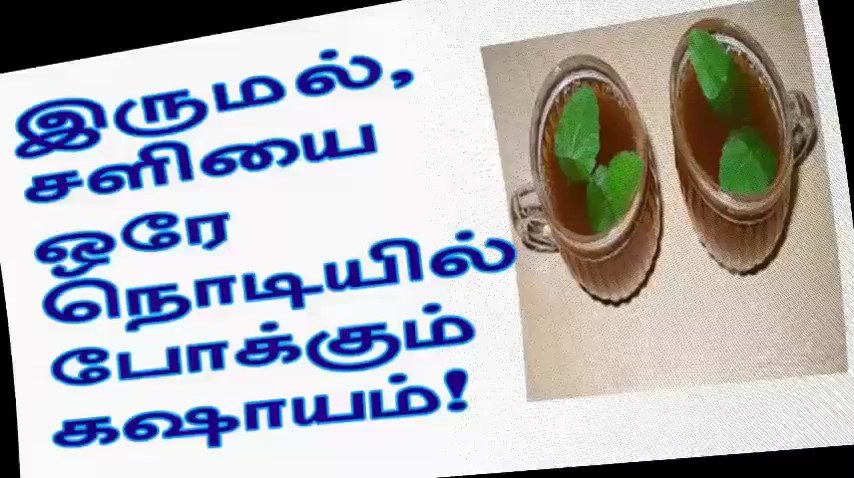 இருமல்,
சளியை
ஒரே
நொடியில்
போக்கும்
கஷாயம்!